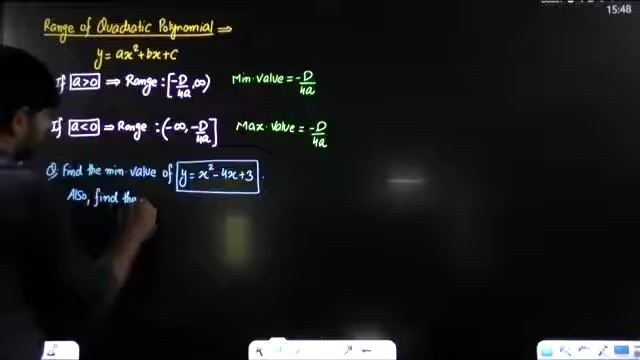 15:48
Range of Quadratic Polynomial ⇒
y = ax² + bx + c
If a>0 ⇒ Range : [-D/4a, ∞) Min. value = -D/4a
If a<0 ⇒ Range : (-∞, -D/4a] Max. value = -D/4a
Q. Find the min. value of y = x² - 4x + 3.
Also, find the